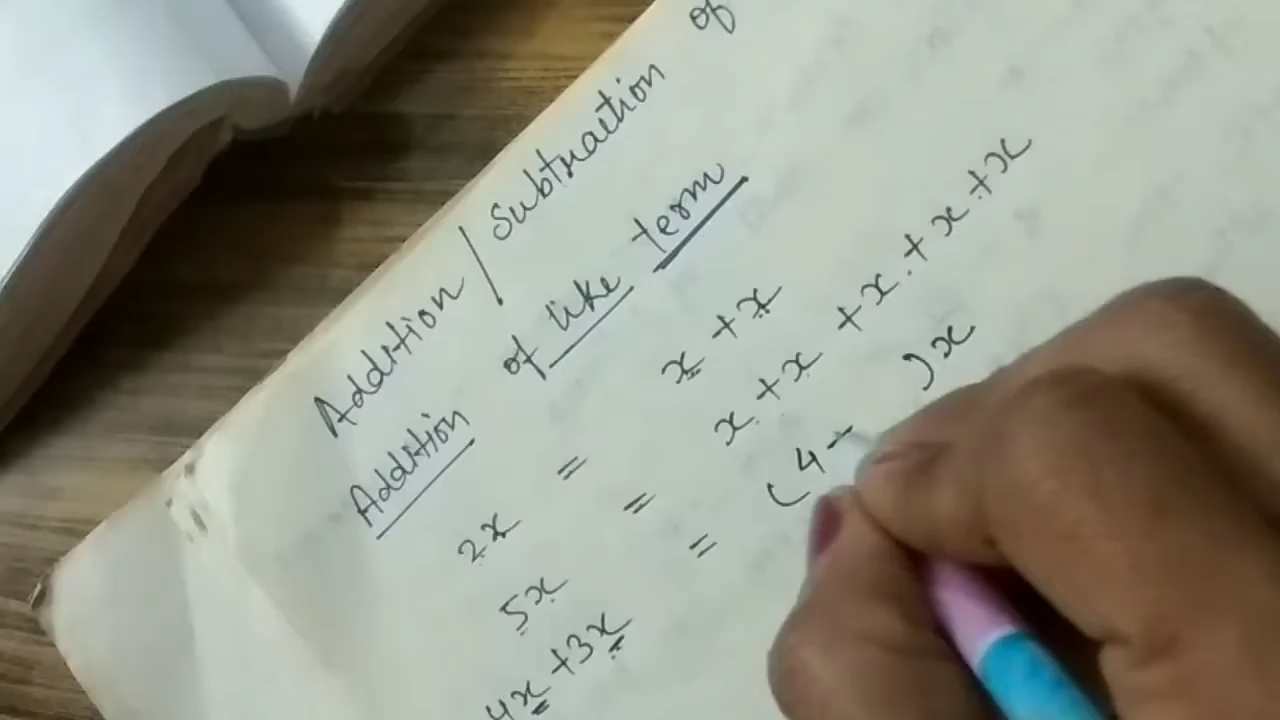 Addition / Subtraction of
Addition of like term
2x = x + x
5x = x + x + x + x + x
4x + 3x = ( 4 + ) x